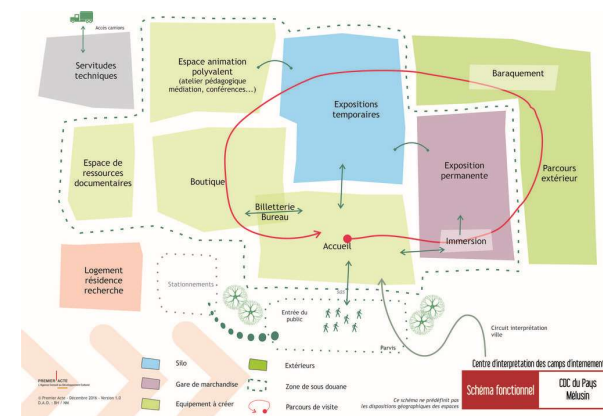 Accès camions
Servitudes
techniques
Espace animation
polyvalent
(atelier pédagogique
médiation, conférences...)
Expositions
temporaires
Baraquement
Espace de
ressources
documentaires
Boutique
Billetterie
Bureau
Exposition
permanente
Parcours
extérieur
Accueil
Immersion
Logement
résidence
recherche
Stationnements
Sas
Entrée du
public
Parvis
Circuit interprétation
ville
Silo
Gare de marchandise
Equipement à créer
Extérieurs
Zone de sous douane
Parcours de visite
PREMIER ACTE
© Premier Acte - Décembre 2016 - Version 1.0
Ce schéma ne prédéfinit pas
les dispositions géographiques des espaces
Centre d'interprétation des camps d'internement
Schéma fonctionnel
CDC du Pays
Mélusin